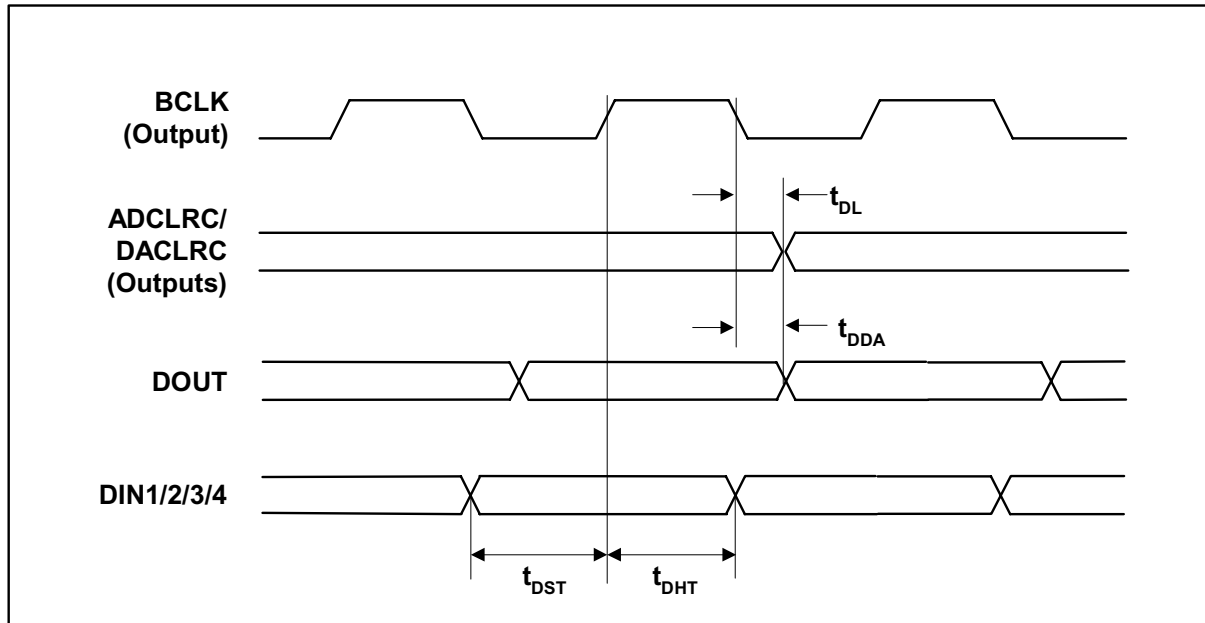 BCLK
(Output)
t_DL
ADCLRC/
DACLRC
(Outputs)
t_DDA
DOUT
DIN1/2/3/4
t_DST
t_DHT